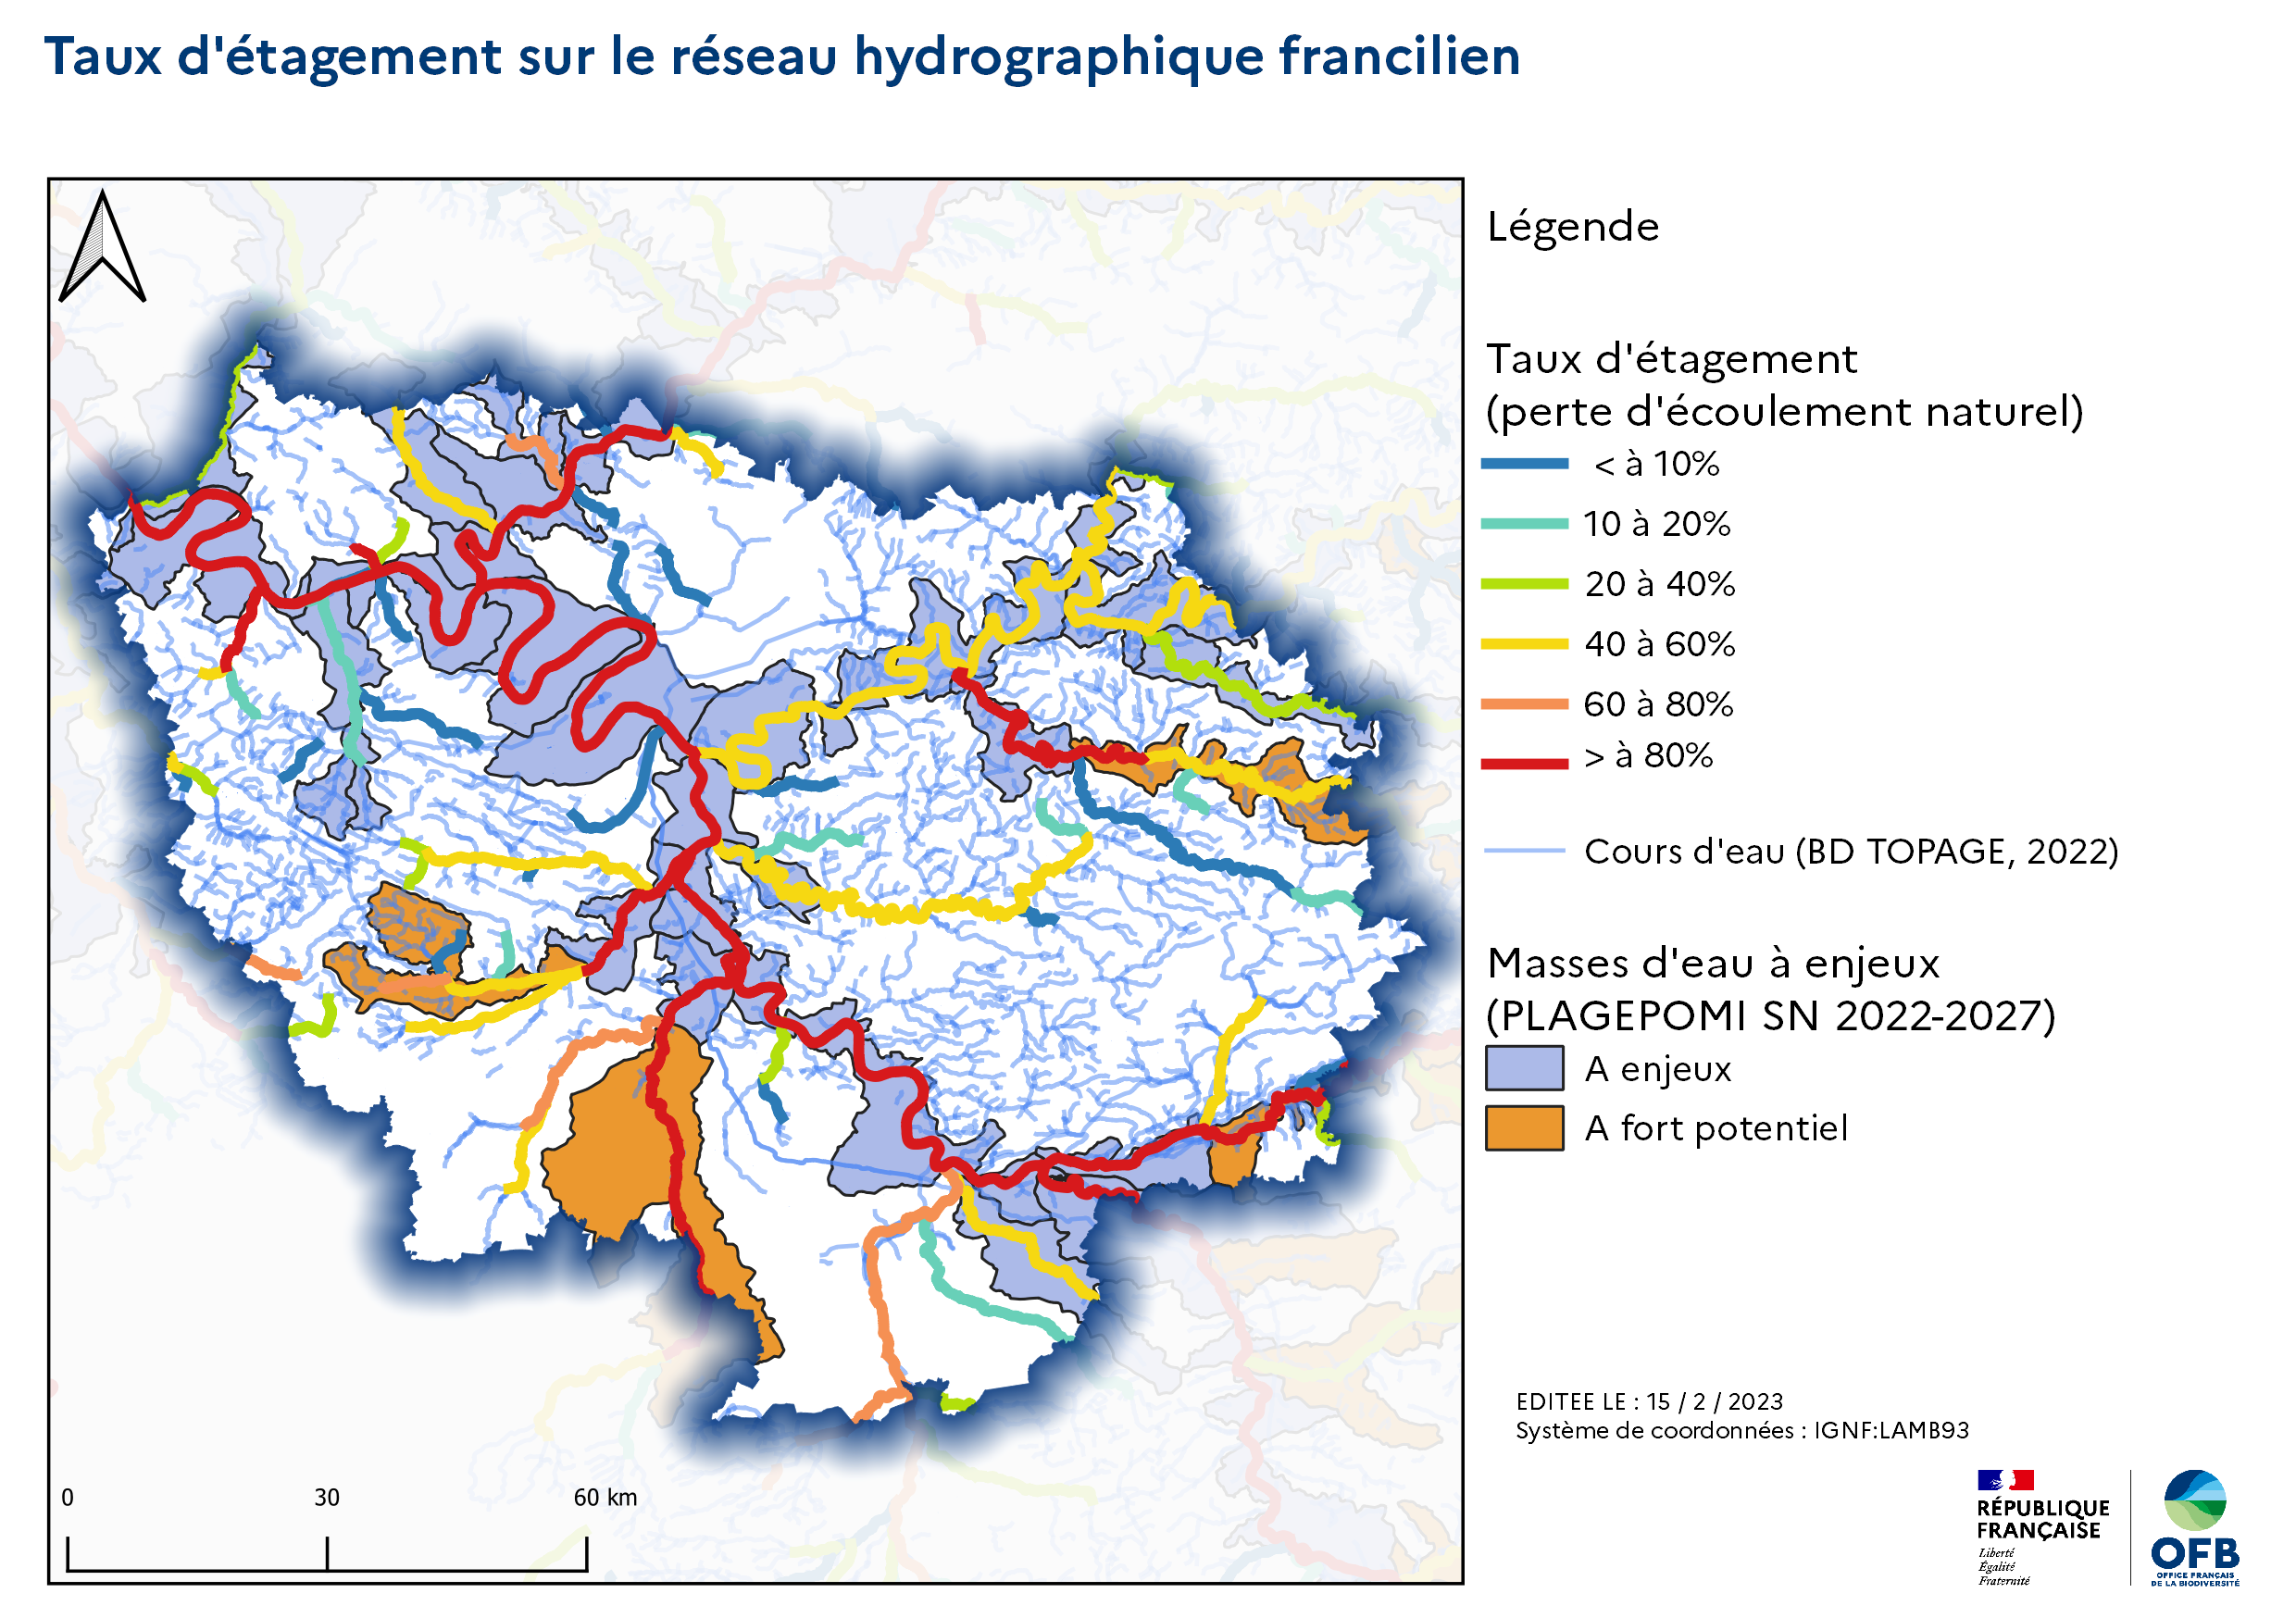 Taux d'étagement sur le réseau hydrographique francilien
Légende
Taux d'étagement
(perte d'écoulement naturel)
< à 10%
10 à 20%
20 à 40%
40 à 60%
60 à 80%
> à 80%
Cours d'eau (BD TOPAGE, 2022)
Masses d'eau à enjeux
(PLAGEPOMI SN 2022-2027)
A enjeux
A fort potentiel
EDITEE LE : 15 / 2 / 2023
Système de coordonnées : IGNF:LAMB93
0 30 60 km
RÉPUBLIQUE
FRANÇAISE
Liberté
Égalité
Fraternité
OFB
OFFICE FRANÇAIS
DE LA BIODIVERSITÉ